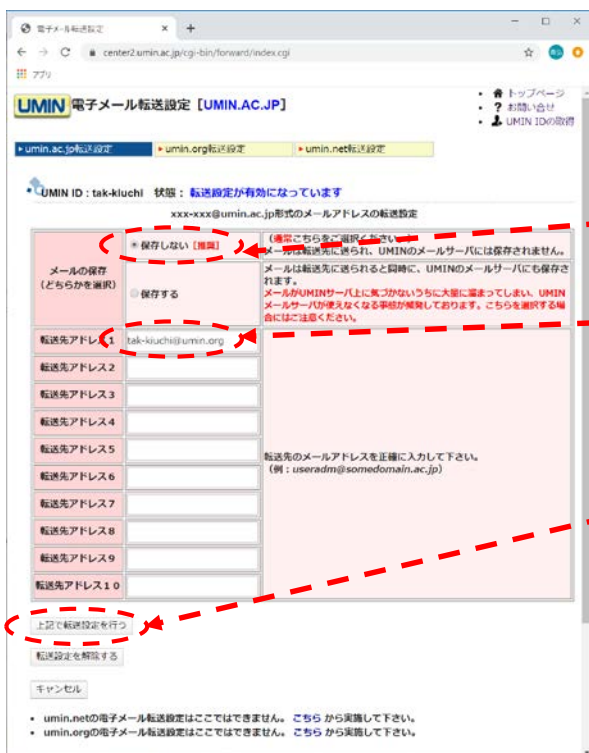 電子メール転送設定
center2.umin.ac.jp/cgi-bin/forward/index.cgi
アプリ
UMIN 電子メール転送設定［UMIN.AC.JP］
トップページ
? お問い合せ
UMIN IDの取得
umin.ac.jp転送設定
umin.org転送設定
umin.net転送設定
UMIN ID : tak-kiuchi 状態： 転送設定が有効になっています
xxx-xxx@umin.ac.jp形式のメールアドレスの転送設定
メールの保存
（どちらかを選択）
保存しない［推奨］
（通常こちらをご選択ください。）
メールは転送先に送られ、UMINのメールサーバには保存されません。
保存する
メールは転送先に送られると同時に、UMINのメールサーバにも保存さ
れます。
メールがUMINサーバ上に気づかないうちに大量に溜まってしまい、UMIN
メールサーバが使えなくなる事態が頻発しております。こちらを選択する場
合にはご注意ください。
転送先アドレス1
tak-kiuchi@umin.org
転送先アドレス2
転送先アドレス3
転送先アドレス4
転送先アドレス5
転送先アドレス6
転送先アドレス7
転送先アドレス8
転送先アドレス9
転送先アドレス10
転送先のメールアドレスを正確に入力して下さい。
（例：useradm@somedomain.ac.jp）
上記で転送設定を行う
転送設定を解除する
キャンセル
umin.netの電子メール転送設定はここではできません。 こちら から実施して下さい。
umin.orgの電子メール転送設定はここではできません。 こちら から実施して下さい。